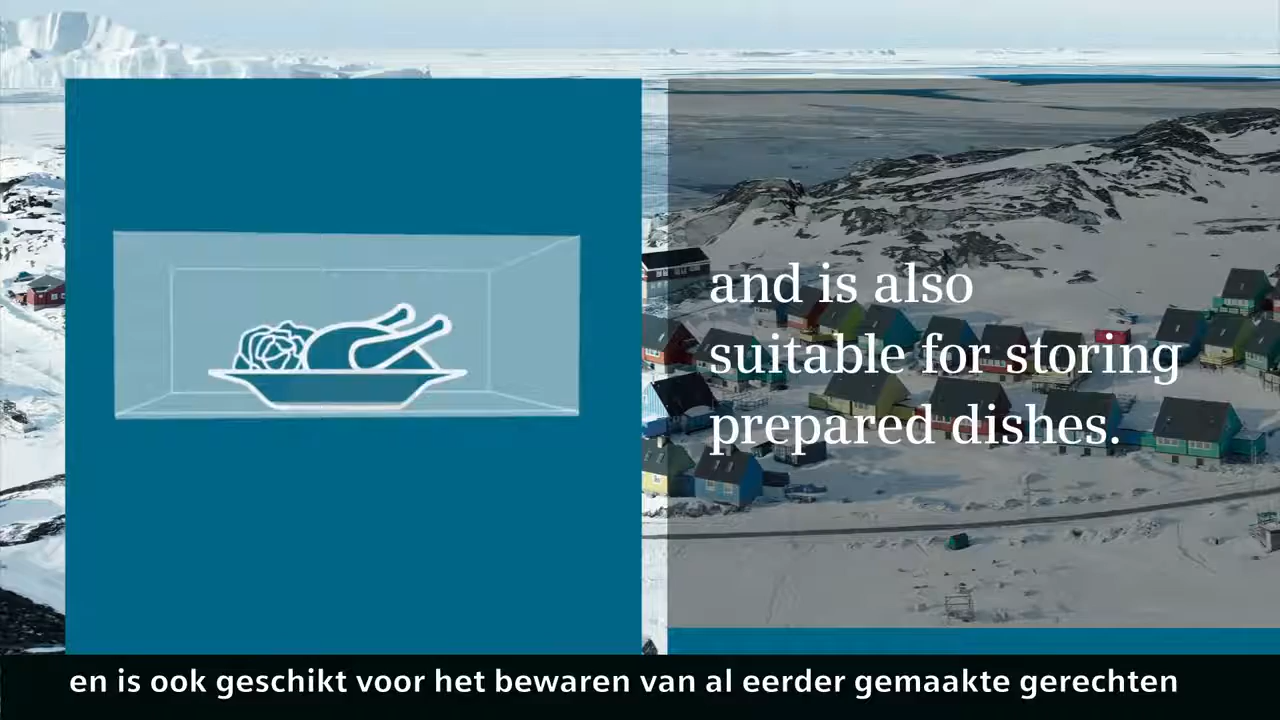 and is also
suitable for storing
prepared dishes.
en is ook geschikt voor het bewaren van al eerder gemaakte gerechten